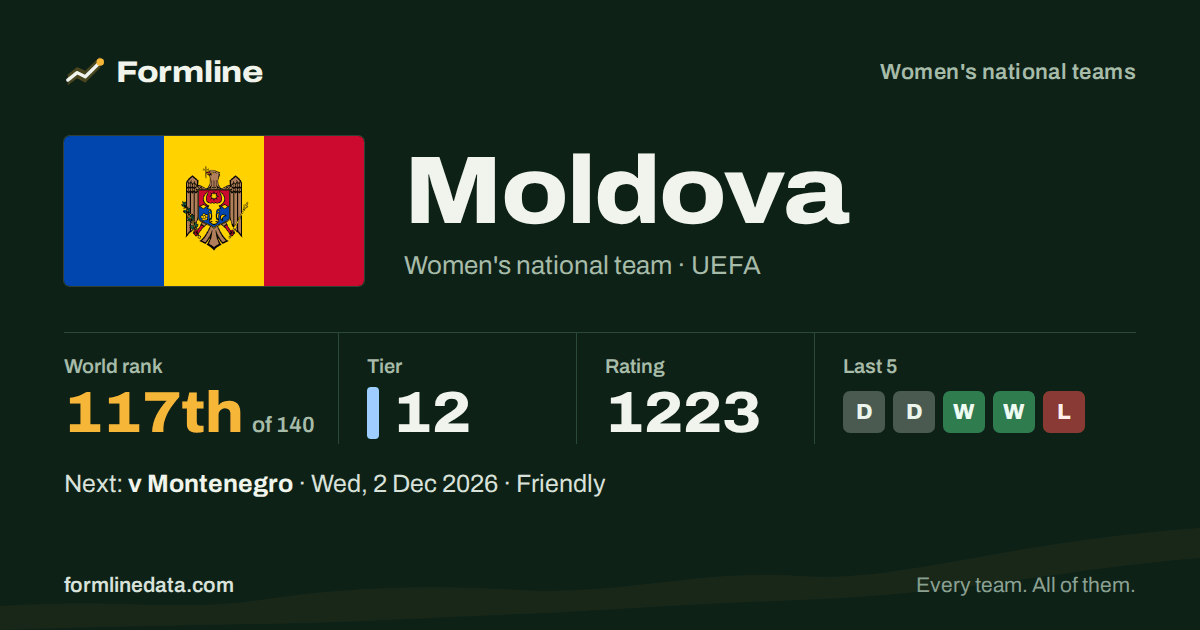 Formline
Women's national teams
Moldova
Women's national team · UEFA
World rank
117th of 140
Tier
12
Rating
1223
Last 5
D D W W L
Next: v Montenegro · Wed, 2 Dec 2026 · Friendly
formlinedata.com
Every team. All of them.